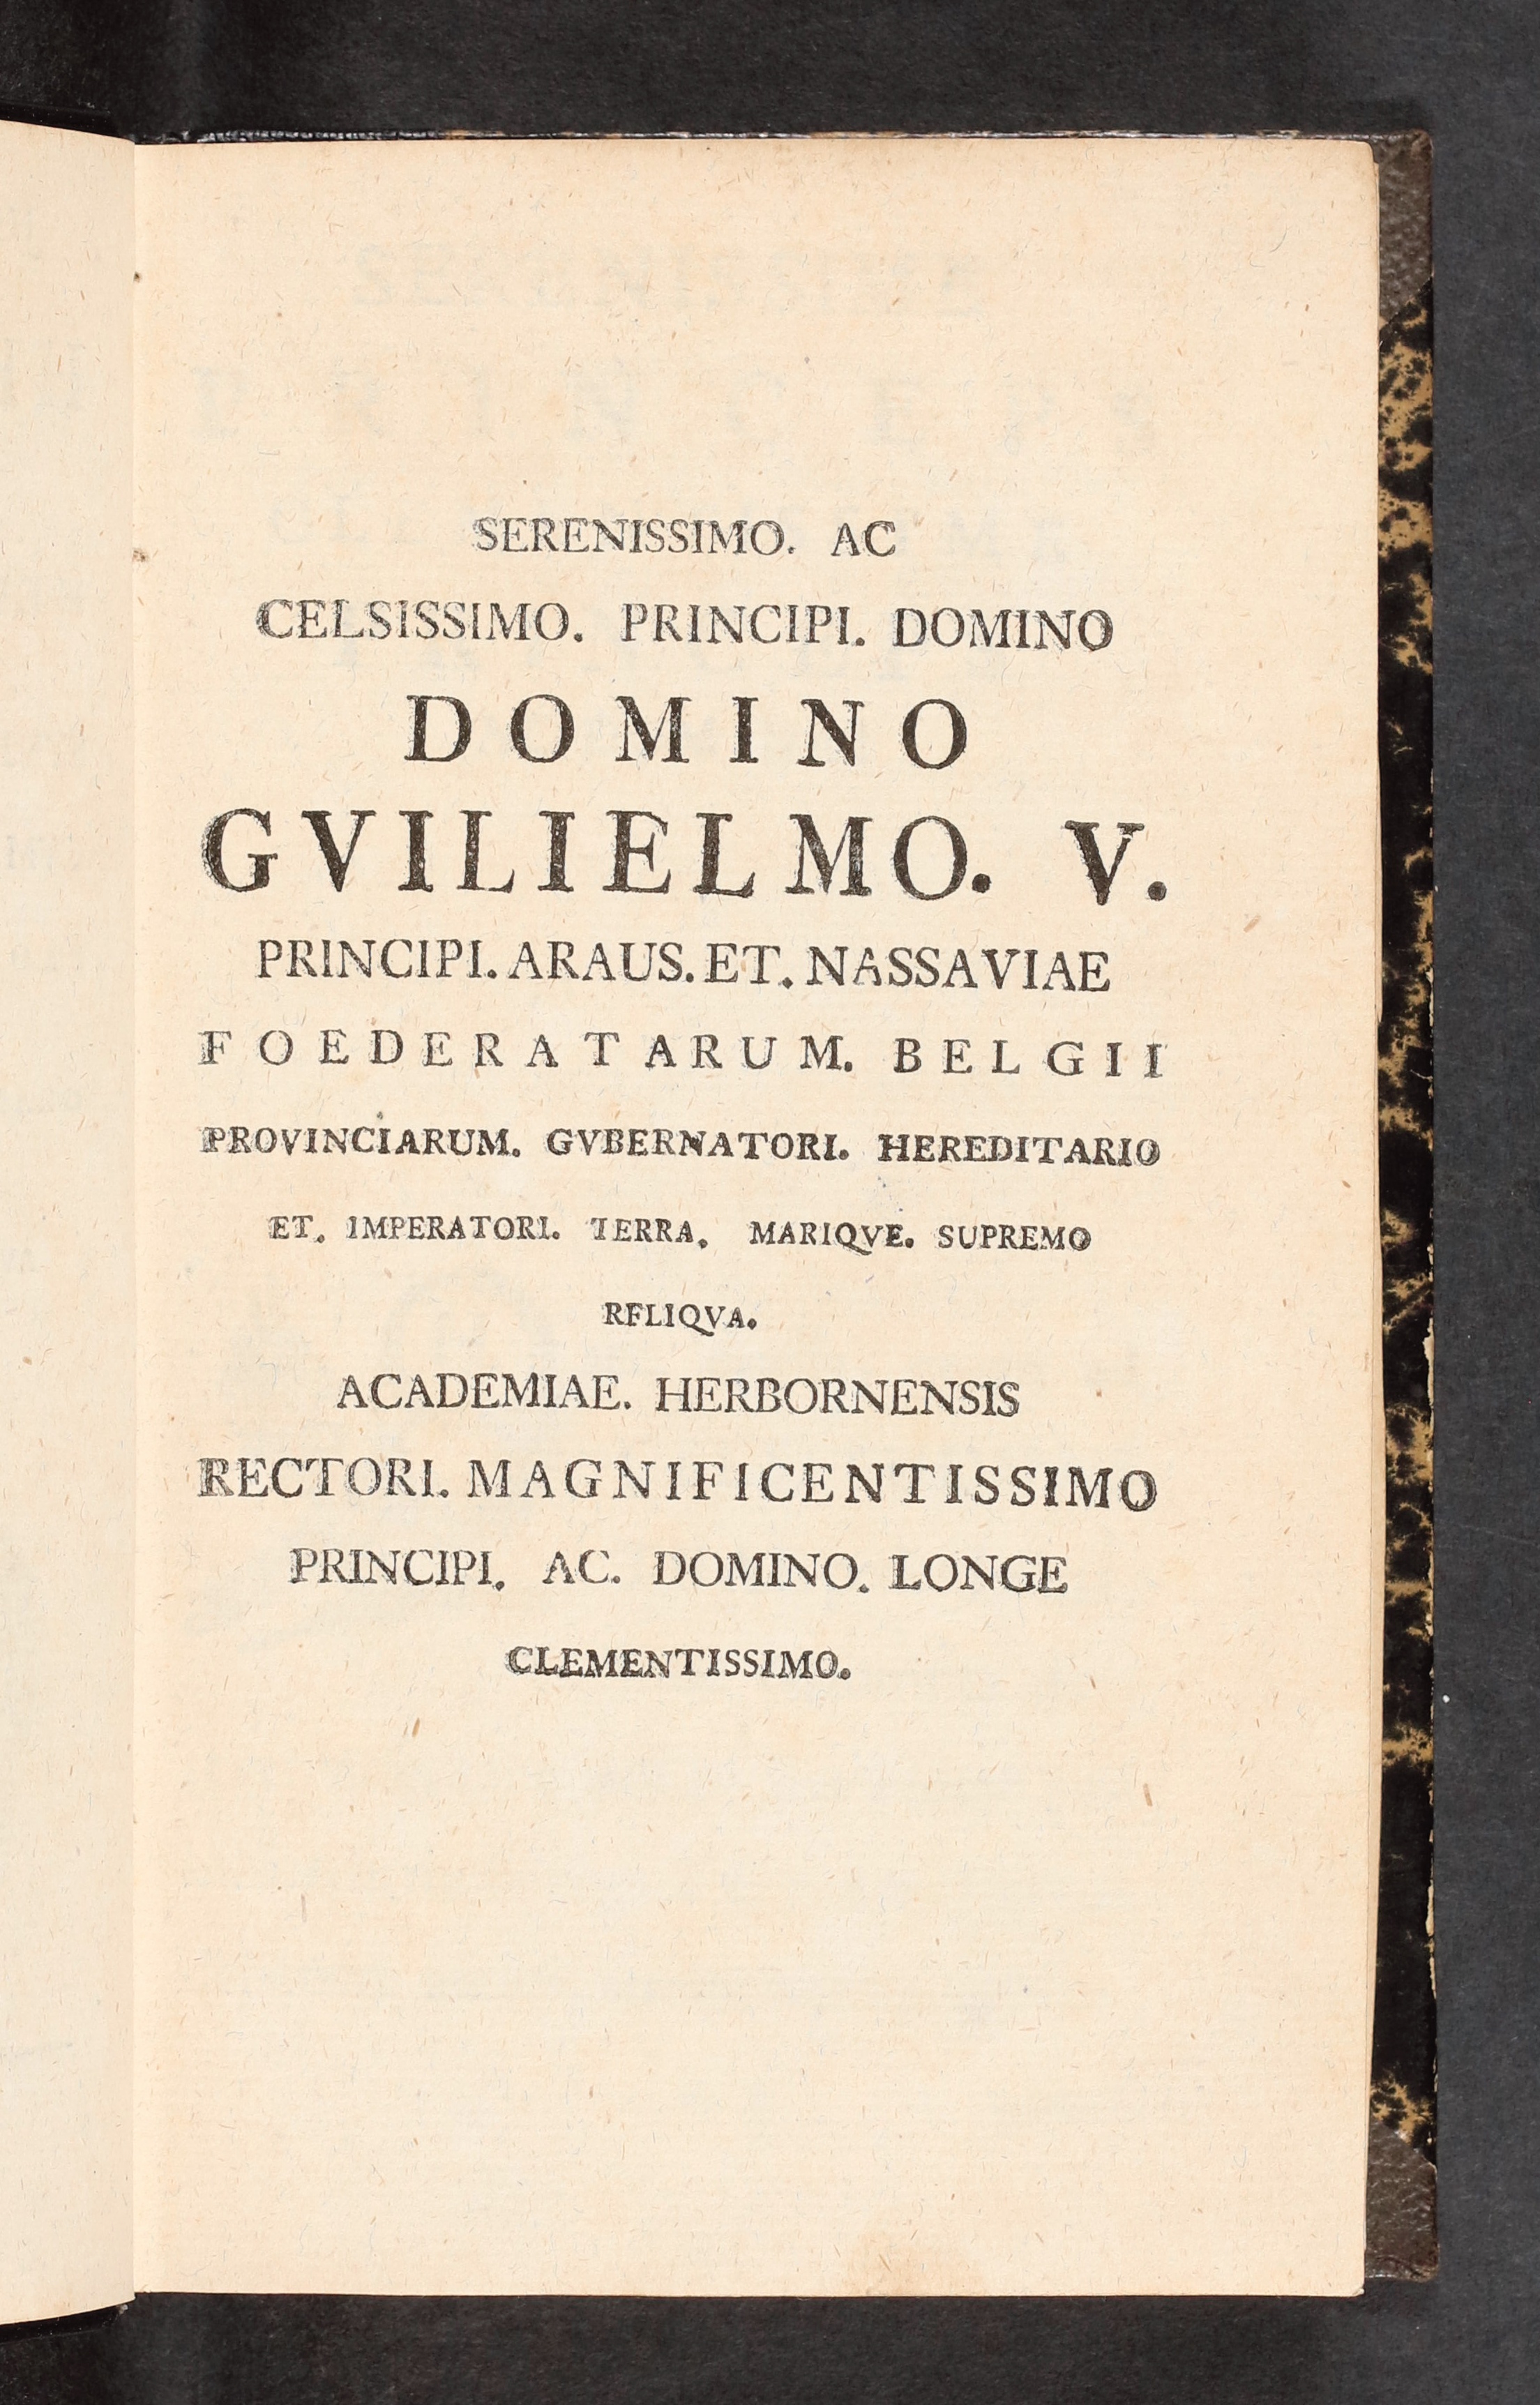 SERENISSIMO. AC
CELSISSIMO. PRINCIPI. DOMINO
DOMINO
GVILIELMO. V.
PRINCIPI. ARAUS. ET. NASSAVIAE
FOEDERATARUM. BELGII
PROVINCIARUM. GVBERNATORI. HEREDITARIO
ET. IMPERATORI. TERRA. MARIQVE. SUPREMO
RELIQVA.
ACADEMIAE. HERBORNENSIS
RECTORI. MAGNIFICENTISSIMO
PRINCIPI. AC. DOMINO. LONGE
CLEMENTISSIMO.